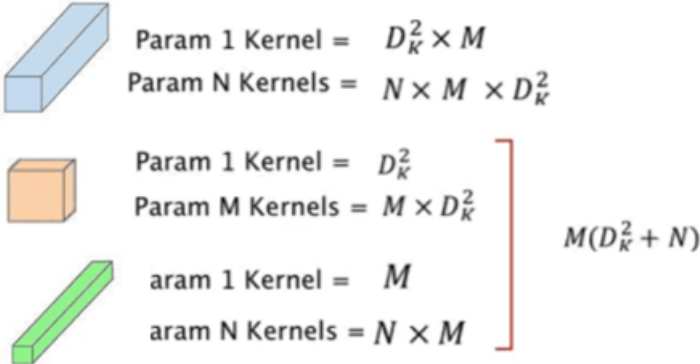 Param 1 Kernel = D_K^2 × M
Param N Kernels = N × M × D_K^2
Param 1 Kernel = D_K^2
Param M Kernels = M × D_K^2
M(D_K^2 + N)
aram 1 Kernel = M
aram N Kernels = N × M